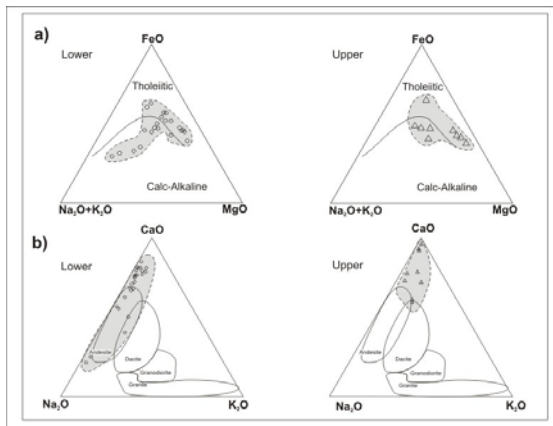 a)
Lower
FeO
Tholeiitic
Calc-Alkaline
Na₂O+K₂O
MgO
Upper
FeO
Tholeiitic
Calc-Alkaline
Na₂O+K₂O
MgO
b)
Lower
CaO
Andesite
Dacite
Granodiorite
Granite
Na₂O
K₂O
Upper
CaO
Andesite
Dacite
Granodiorite
Granite
Na₂O
K₂O